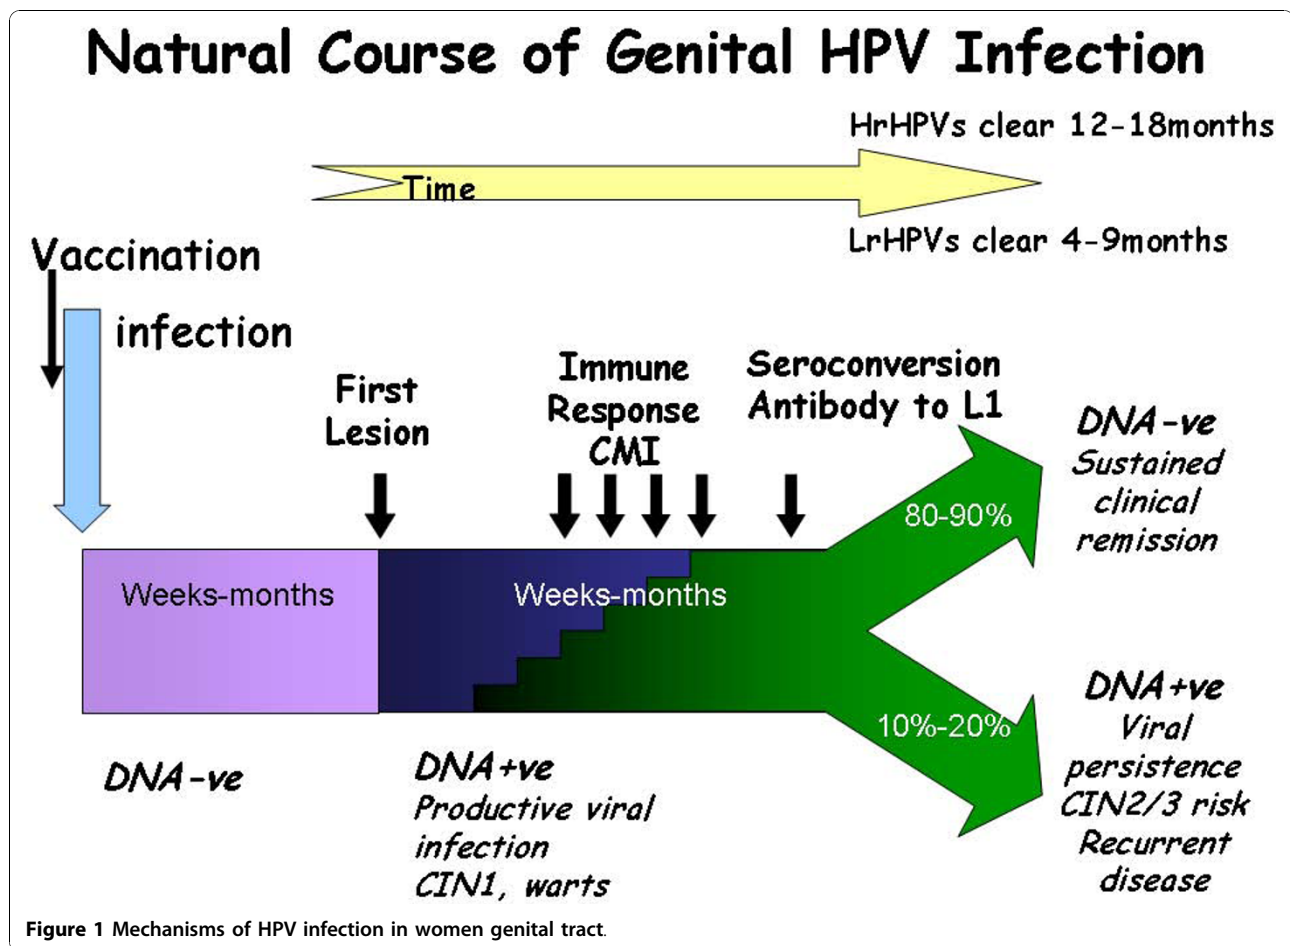 Natural Course of Genital HPV Infection
HrHPVs clear 12-18months
Time
LrHPVs clear 4-9months
Vaccination
infection
First
Lesion
Immune
Response
CMI
Seroconversion
Antibody to L1
DNA-ve
Sustained
clinical
remission
80-90%
Weeks-months
Weeks-months
10%-20%
DNA+ve
Viral
persistence
CIN2/3 risk
Recurrent
disease
DNA-ve
DNA+ve
Productive viral
infection
CIN1, warts
Figure 1 Mechanisms of HPV infection in women genital tract.